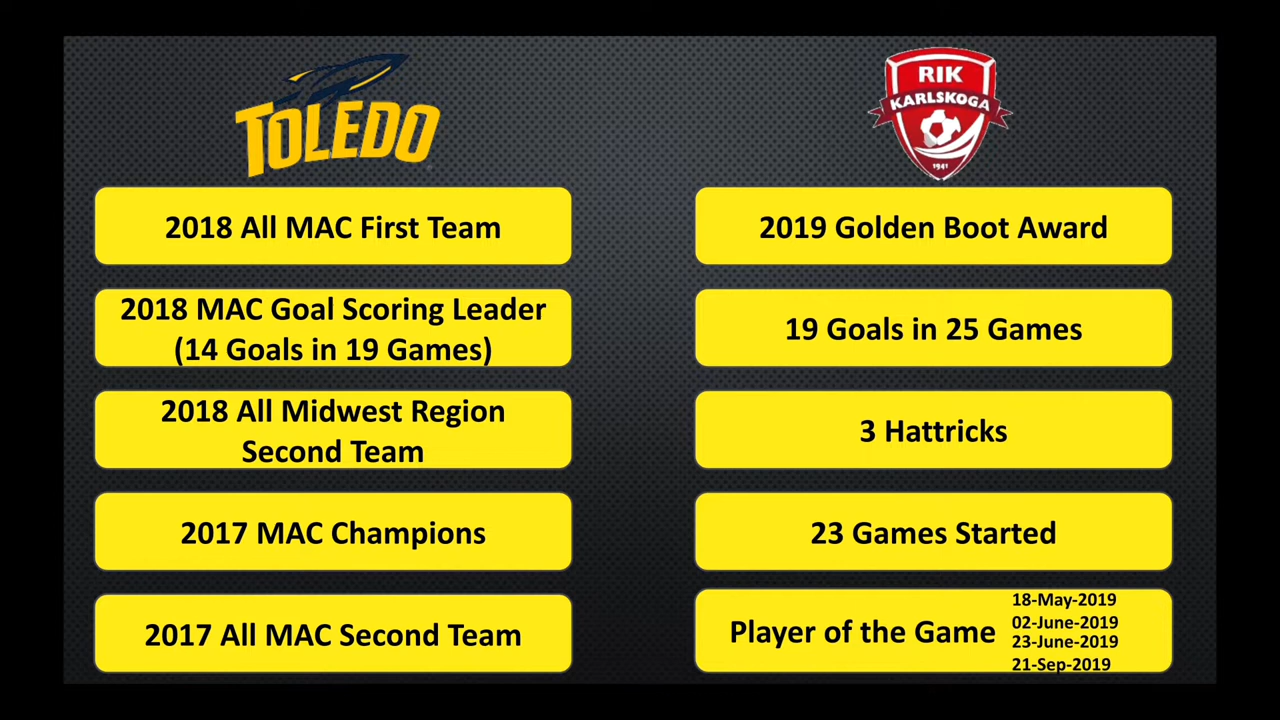 TOLEDO
2018 All MAC First Team
2018 MAC Goal Scoring Leader
(14 Goals in 19 Games)
2018 All Midwest Region
Second Team
2017 MAC Champions
2017 All MAC Second Team
RIK
KARLSKOGA
1941
2019 Golden Boot Award
19 Goals in 25 Games
3 Hattricks
23 Games Started
Player of the Game
18-May-2019
02-June-2019
23-June-2019
21-Sep-2019